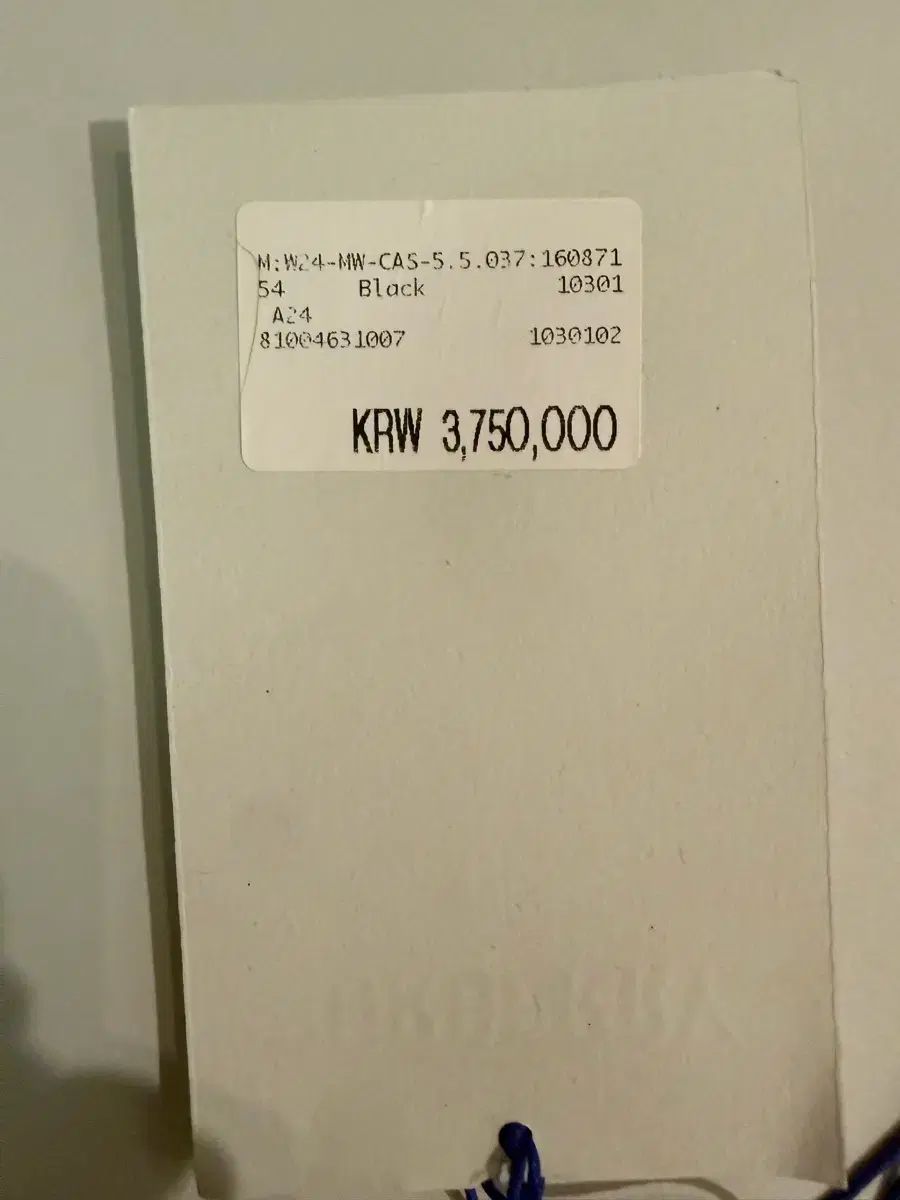 M:W24-MW-CAS-5.5.037:160871
54 Black 10301
A24
81004631007 1030102
KRW 3,750,000